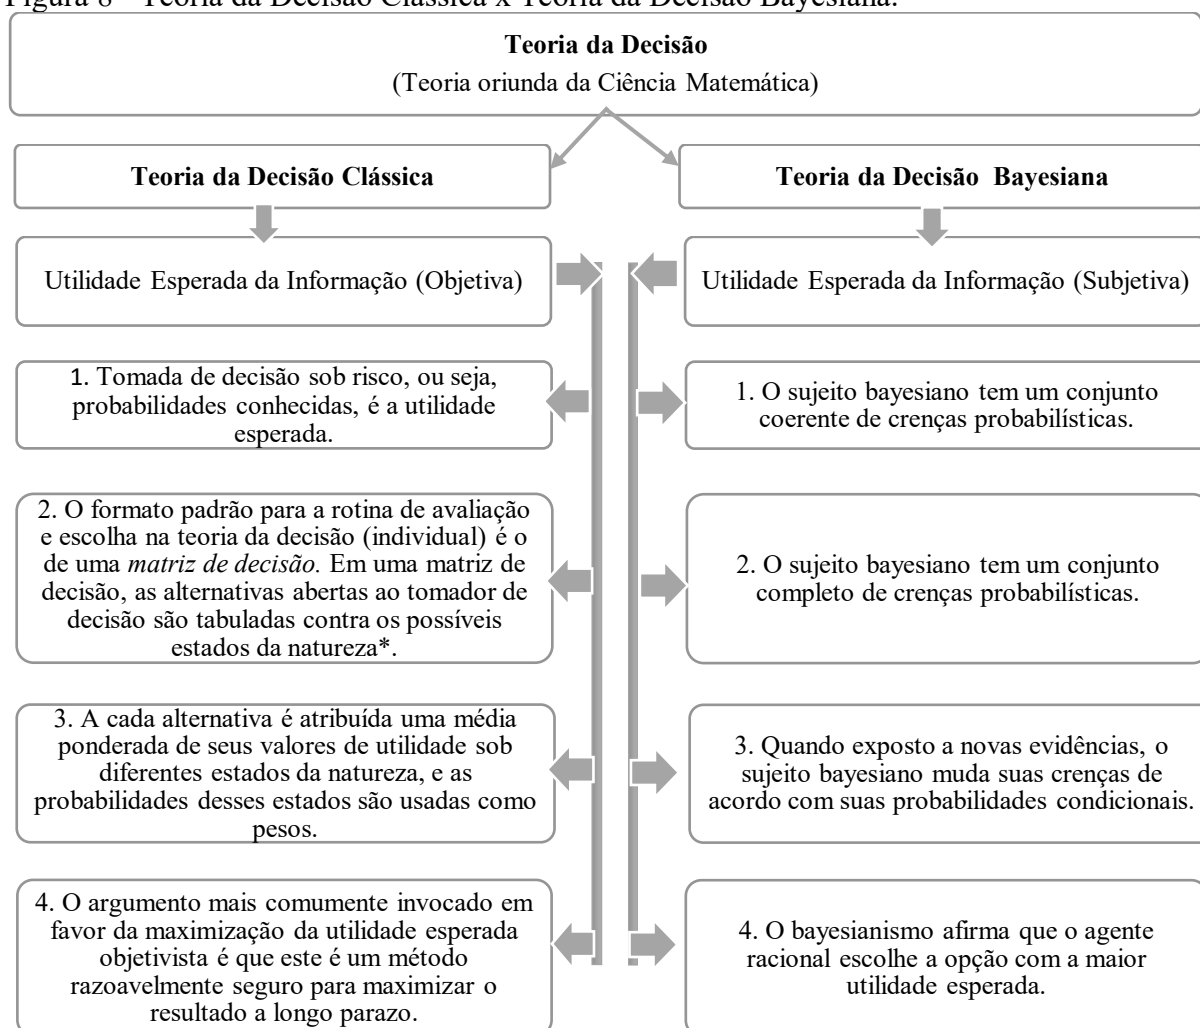 Figura 8 - Teoria da Decisão Clássica x Teoria da Decisão Bayesiana.
Teoria da Decisão
(Teoria oriunda da Ciência Matemática)
Teoria da Decisão Clássica
Teoria da Decisão Bayesiana
Utilidade Esperada da Informação (Objetiva)
Utilidade Esperada da Informação (Subjetiva)
1. Tomada de decisão sob risco, ou seja,
probabilidades conhecidas, é a utilidade
esperada.
1. O sujeito bayesiano tem um conjunto
coerente de crenças probabilísticas.
2. O formato padrão para a rotina de avaliação
e escolha na teoria da decisão (individual) é o
de uma matriz de decisão. Em uma matriz de
decisão, as alternativas abertas ao tomador de
decisão são tabuladas contra os possíveis
estados da natureza*.
2. O sujeito bayesiano tem um conjunto
completo de crenças probabilísticas.
3. A cada alternativa é atribuída uma média
ponderada de seus valores de utilidade sob
diferentes estados da natureza, e as
probabilidades desses estados são usadas como
pesos.
3. Quando exposto a novas evidências, o
sujeito bayesiano muda suas crenças de
acordo com suas probabilidades condicionais.
4. O argumento mais comumente invocado em
favor da maximização da utilidade esperada
objetivista é que este é um método
razoavelmente seguro para maximizar o
resultado a longo parazo.
4. O bayesianismo afirma que o agente
racional escolhe a opção com a maior
utilidade esperada.